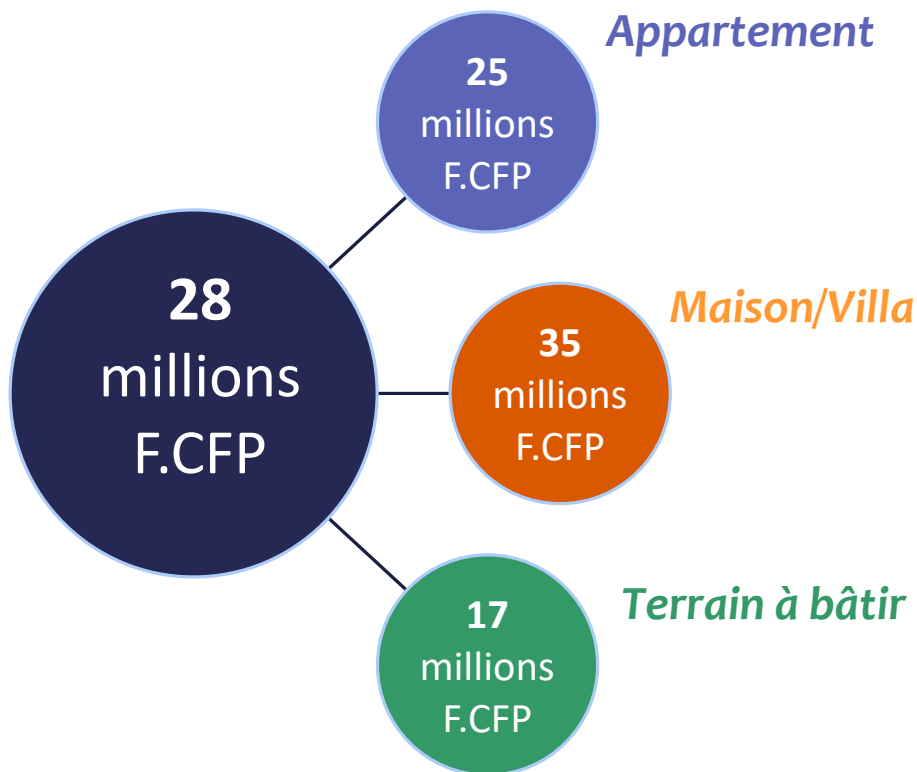 Appartement
25
millions
F.CFP
28
millions
F.CFP
Maison/Villa
35
millions
F.CFP
Terrain à bâtir
17
millions
F.CFP